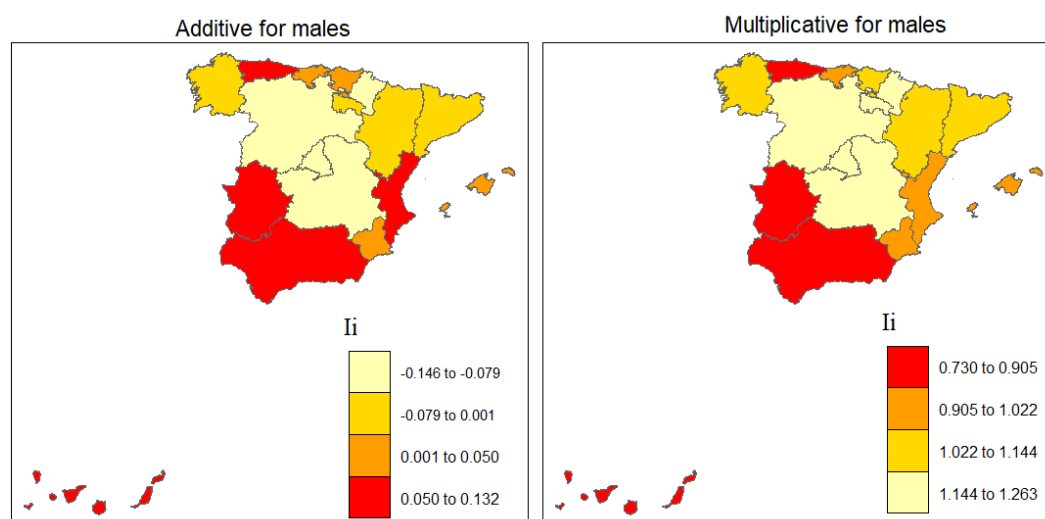 Additive for males
Ii
-0.146 to -0.079
-0.079 to 0.001
0.001 to 0.050
0.050 to 0.132
Multiplicative for males
Ii
0.730 to 0.905
0.905 to 1.022
1.022 to 1.144
1.144 to 1.263